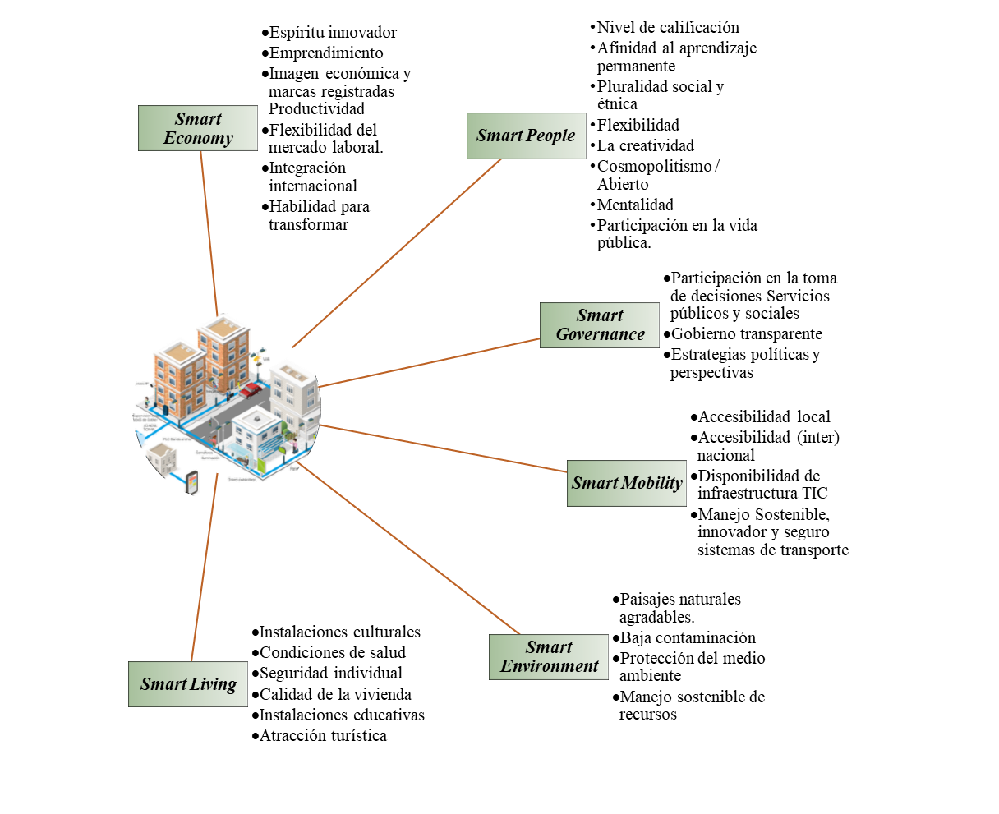 Smart
Economy
•Espíritu innovador
•Emprendimiento
•Imagen económica y
marcas registradas
Productividad
•Flexibilidad del
mercado laboral.
•Integración
internacional
•Habilidad para
transformar
Smart People
•Nivel de calificación
•Afinidad al aprendizaje
permanente
•Pluralidad social y
étnica
•Flexibilidad
•La creatividad
•Cosmopolitismo /
Abierto
•Mentalidad
•Participación en la vida
pública.
Smart
Governance
•Participación en la toma
de decisiones Servicios
públicos y sociales
•Gobierno transparente
•Estrategias políticas y
perspectivas
Smart Mobility
•Accesibilidad local
•Accesibilidad (inter)
nacional
•Disponibilidad de
infraestructura TIC
•Manejo Sostenible,
innovador y seguro
sistemas de transporte
Smart
Environment
•Paisajes naturales
agradables.
•Baja contaminación
•Protección del medio
ambiente
•Manejo sostenible de
recursos
Smart Living
•Instalaciones culturales
•Condiciones de salud
•Seguridad individual
•Calidad de la vivienda
•Instalaciones educativas
•Atracción turística